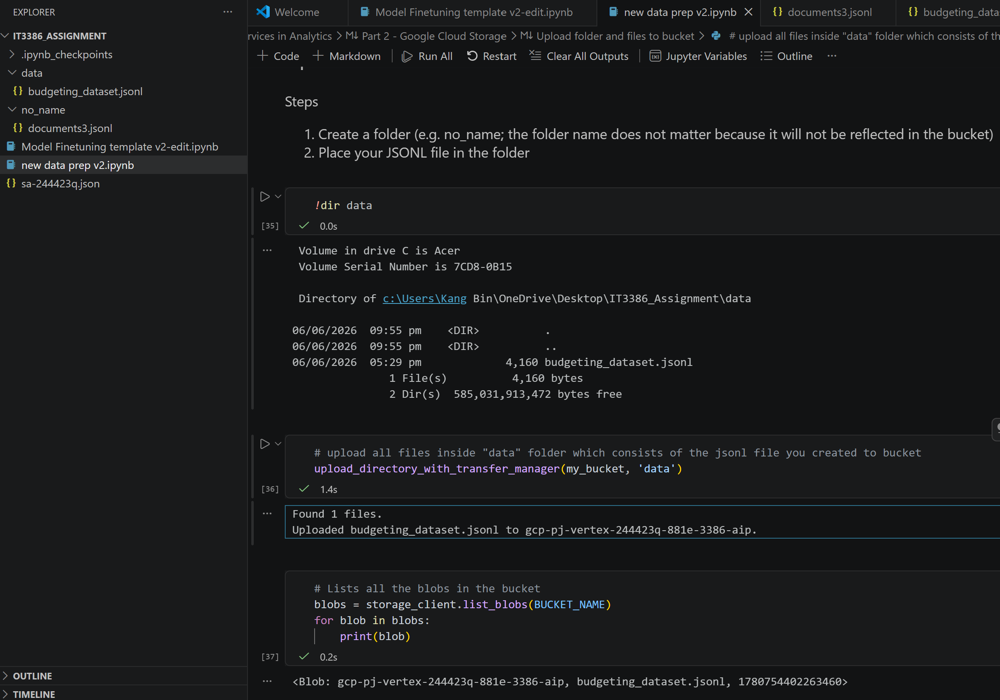 EXPLORER
IT3386_ASSIGNMENT
.ipynb_checkpoints
data
budgeting_dataset.jsonl
no_name
documents3.jsonl
Model Finetuning template v2-edit.ipynb
new data prep v2.ipynb
sa-244423q.json
OUTLINE
TIMELINE
Welcome
Model Finetuning template v2-edit.ipynb
new data prep v2.ipynb
documents3.jsonl
budgeting_data
rvices in Analytics > M↓ Part 2 - Google Cloud Storage > M↓ Upload folder and files to bucket > # upload all files inside "data" folder which consists of th
+ Code + Markdown | Run All Restart Clear All Outputs | Jupyter Variables Outline ...
Steps
1. Create a folder (e.g. no_name; the folder name does not matter because it will not be reflected in the bucket)
2. Place your JSONL file in the folder
!dir data
[35] 0.0s
Volume in drive C is Acer
Volume Serial Number is 7CD8-0B15
Directory of c:\Users\Kang Bin\OneDrive\Desktop\IT3386_Assignment\data
06/06/2026  09:55 pm    <DIR>          .
06/06/2026  09:55 pm    <DIR>          ..
06/06/2026  05:29 pm             4,160 budgeting_dataset.jsonl
1 File(s)          4,160 bytes
2 Dir(s)  585,031,913,472 bytes free
# upload all files inside "data" folder which consists of the jsonl file you created to bucket
upload_directory_with_transfer_manager(my_bucket, 'data')
[36] 1.4s
Found 1 files.
Uploaded budgeting_dataset.jsonl to gcp-pj-vertex-244423q-881e-3386-aip.
# Lists all the blobs in the bucket
blobs = storage_client.list_blobs(BUCKET_NAME)
for blob in blobs:
    print(blob)
[37] 0.2s
<Blob: gcp-pj-vertex-244423q-881e-3386-aip, budgeting_dataset.jsonl, 1780754402263460>